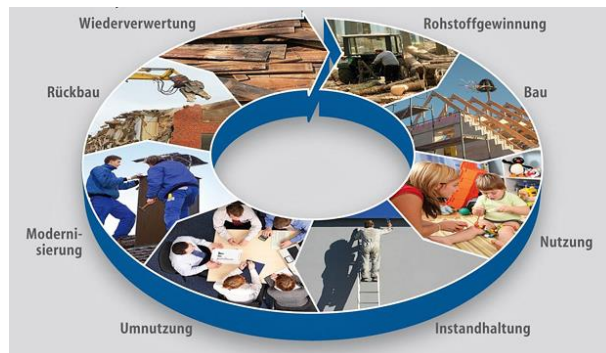 Wiederverwertung
Rohstoffgewinnung
Rückbau
Bau
Moderni-
sierung
Nutzung
Umnutzung
Instandhaltung